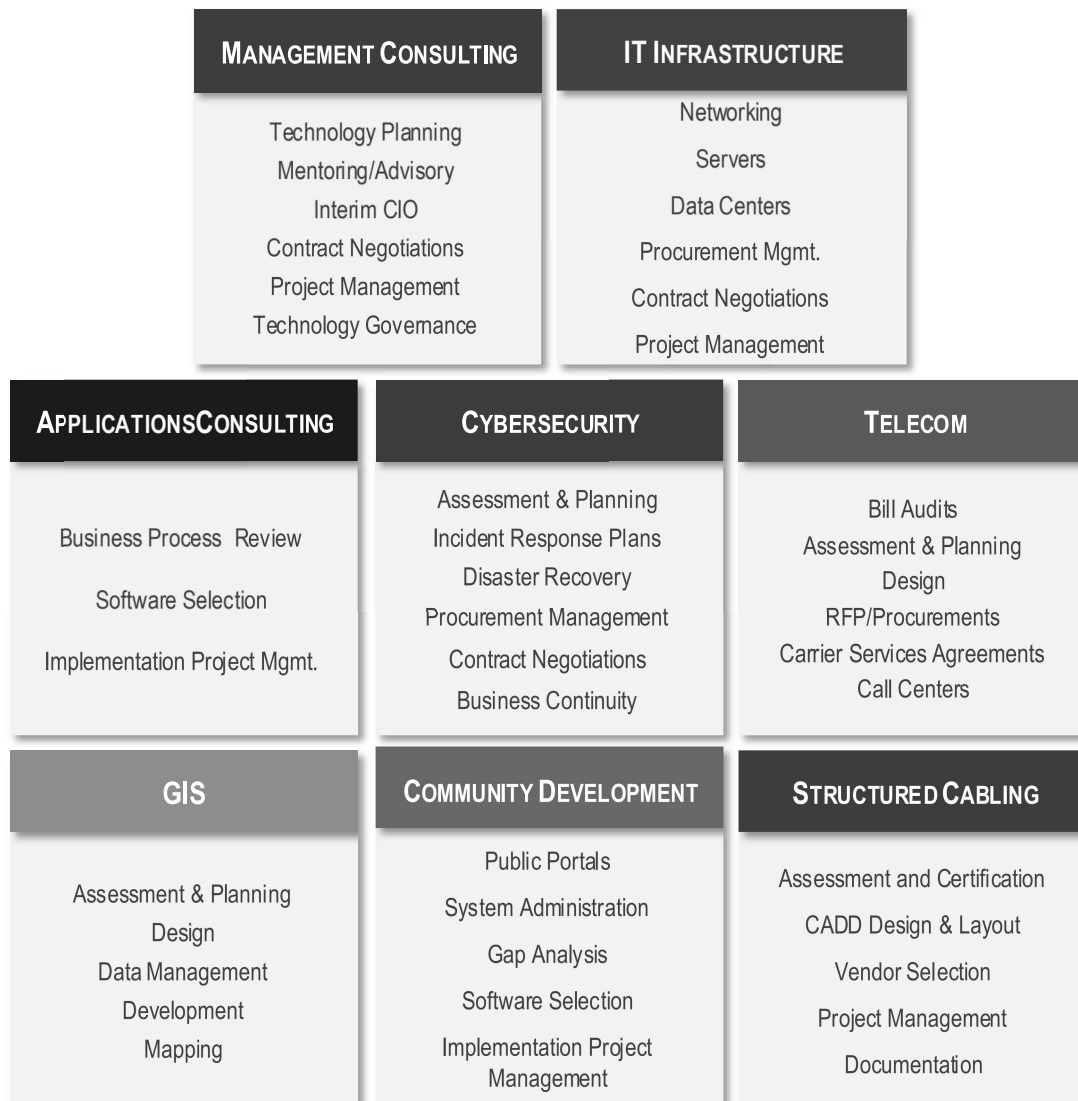 MANAGEMENT CONSULTING
Technology Planning
Mentoring/Advisory
Interim CIO
Contract Negotiations
Project Management
Technology Governance
IT INFRASTRUCTURE
Networking
Servers
Data Centers
Procurement Mgmt.
Contract Negotiations
Project Management
APPLICATIONSCONSULTING
Business Process Review
Software Selection
Implementation Project Mgmt.
CYBERSECURITY
Assessment & Planning
Incident Response Plans
Disaster Recovery
Procurement Management
Contract Negotiations
Business Continuity
TELECOM
Bill Audits
Assessment & Planning
Design
RFP/Procurements
Carrier Services Agreements
Call Centers
GIS
Assessment & Planning
Design
Data Management
Development
Mapping
COMMUNITY DEVELOPMENT
Public Portals
System Administration
Gap Analysis
Software Selection
Implementation Project
Management
STRUCTURED CABLING
Assessment and Certification
CADD Design & Layout
Vendor Selection
Project Management
Documentation